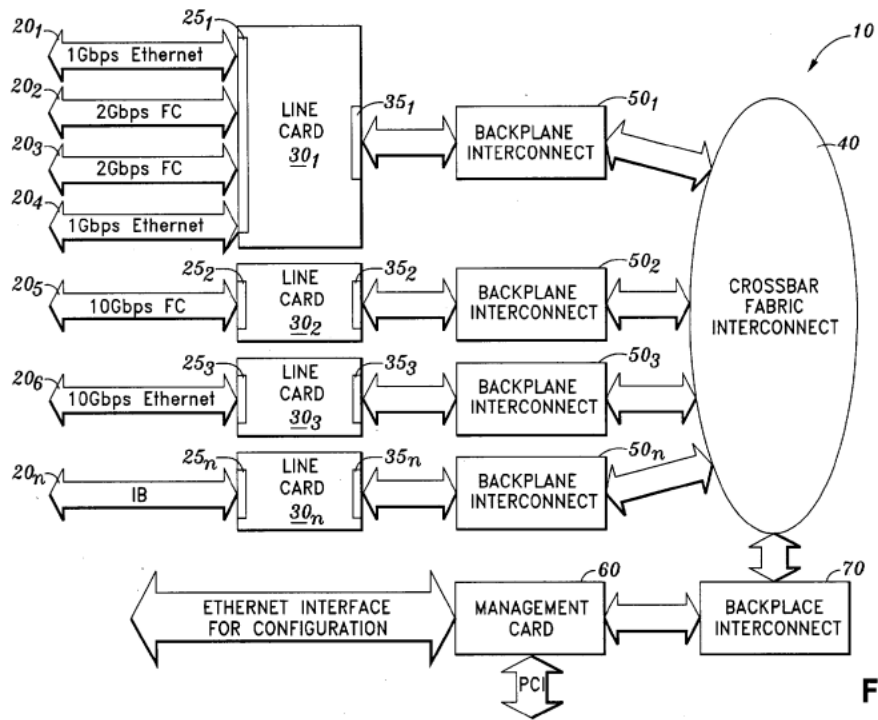 20₁
1Gbps Ethernet
25₁
20₂
2Gbps FC
20₃
2Gbps FC
20₄
1Gbps Ethernet
LINE
CARD
30₁
35₁
BACKPLANE
INTERCONNECT
50₁
10
40
CROSSBAR
FABRIC
INTERCONNECT
20₅
10Gbps FC
25₂
LINE
CARD
30₂
35₂
BACKPLANE
INTERCONNECT
50₂
20₆
10Gbps Ethernet
25₃
LINE
CARD
30₃
35₃
BACKPLANE
INTERCONNECT
50₃
20ₙ
IB
25ₙ
LINE
CARD
30ₙ
35ₙ
BACKPLANE
INTERCONNECT
50ₙ
ETHERNET INTERFACE
FOR CONFIGURATION
60
MANAGEMENT
CARD
PCI
70
BACKPLACE
INTERCONNECT
F